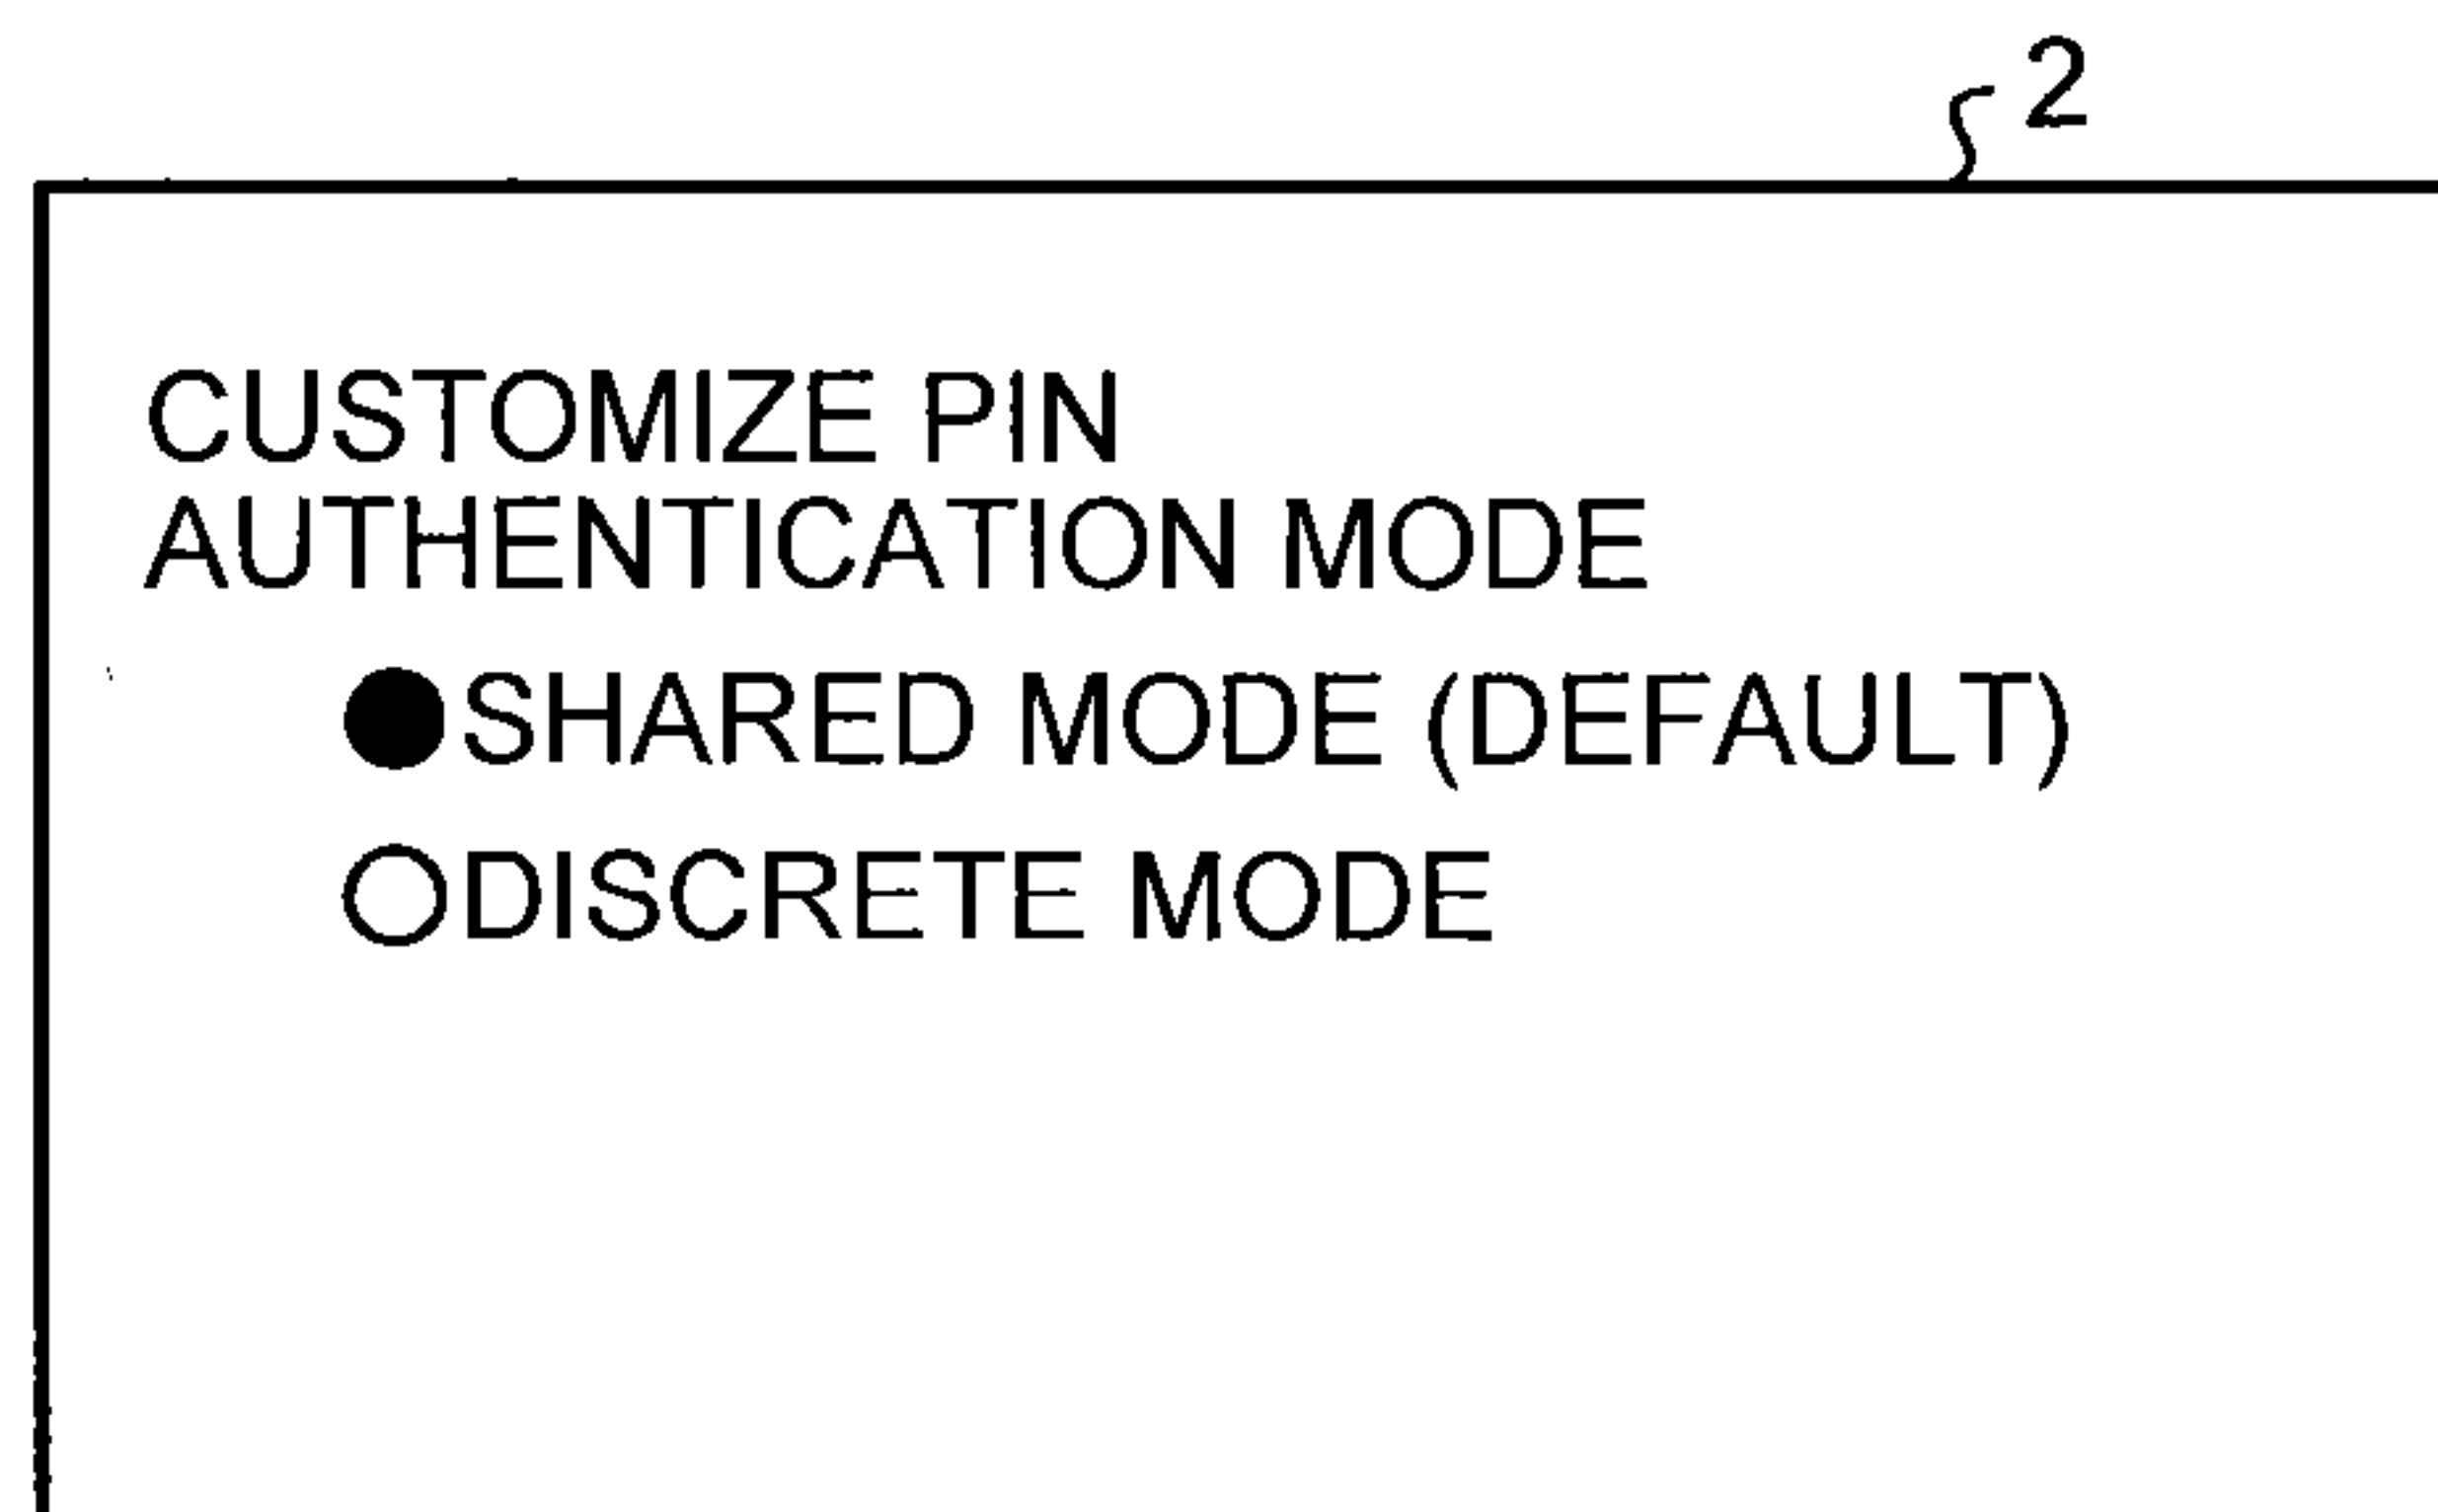 2
CUSTOMIZE PIN
AUTHENTICATION MODE
●SHARED MODE (DEFAULT)
○DISCRETE MODE